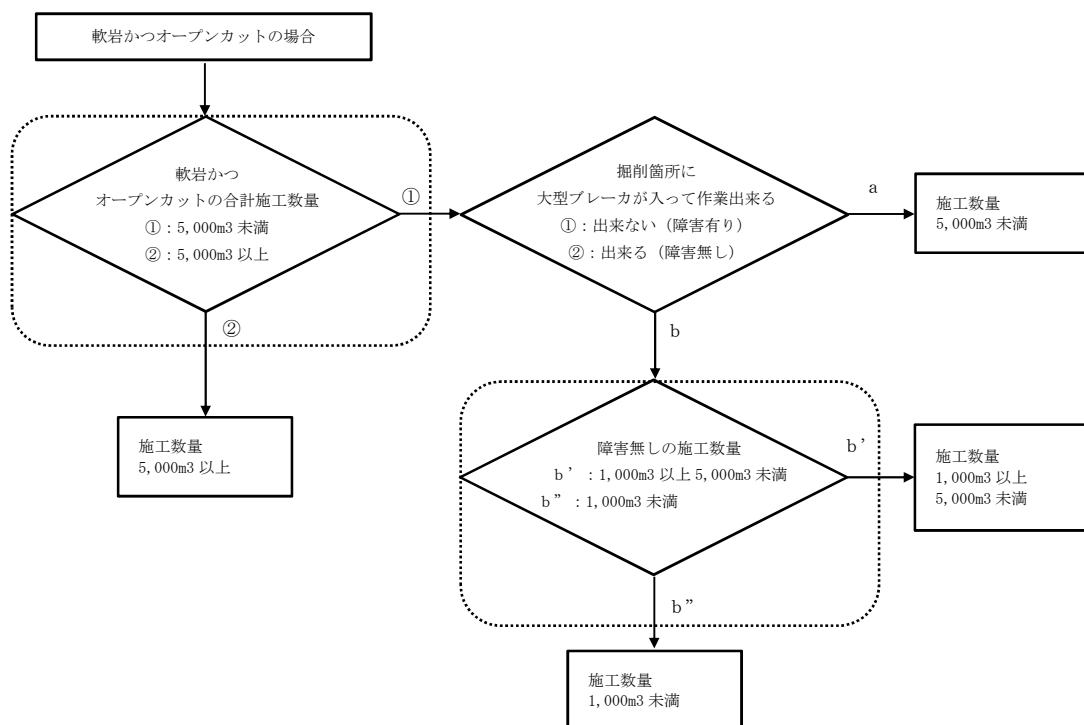 軟岩かつオープンカットの場合
軟岩かつ
オープンカットの合計施工数量
①:5,000m3 未満
②:5,000m3 以上
①
②
施工数量
5,000m3 以上
掘削箇所に
大型ブレーカが入って作業出来る
①:出来ない(障害有り)
②:出来る(障害無し)
a
施工数量
5,000m3 未満
b
障害無しの施工数量
b’:1,000m3 以上 5,000m3 未満
b”:1,000m3 未満
b’
施工数量
1,000m3 以上
5,000m3 未満
b”
施工数量
1,000m3 未満